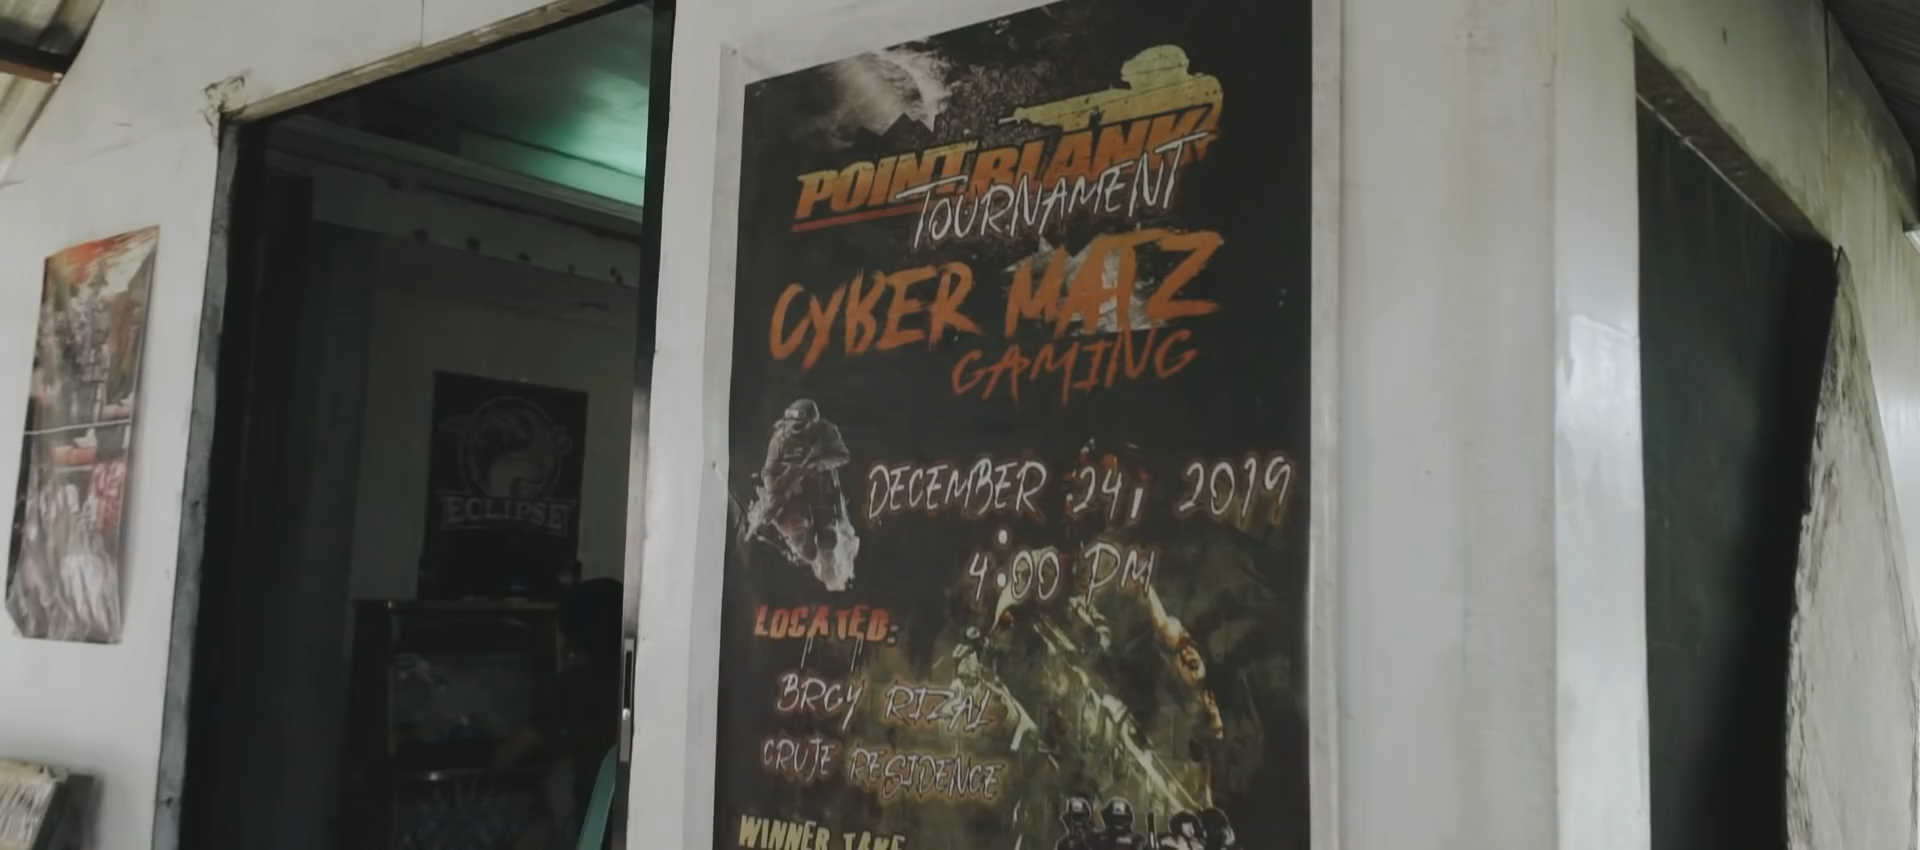 POINT BLANK
TOURNAMENT
CYBER MATZ
GAMING
DECEMBER 24, 2019
4:00 PM
LOCATED:
BRGY RIZAL
CRUJE RESIDENCE
WINNER TAKE
ECLIPSE